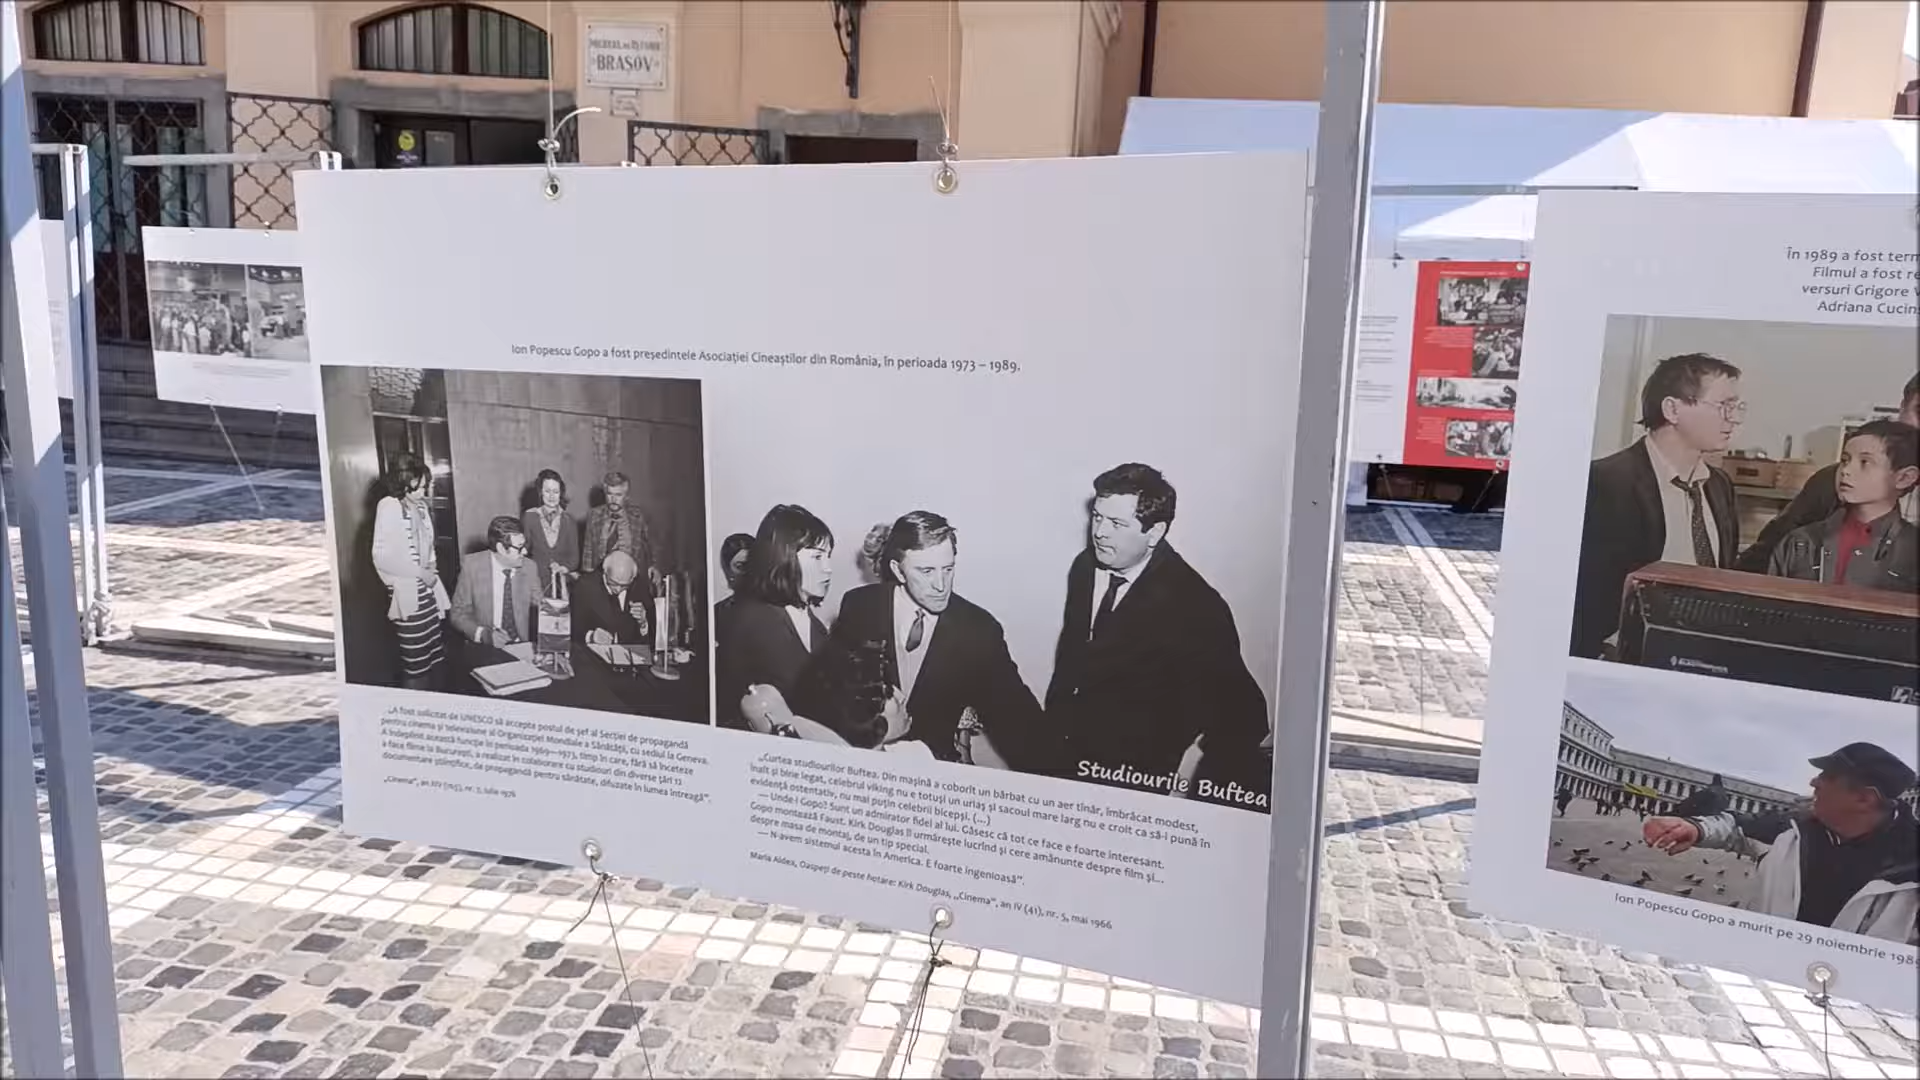 MUZEUL DE ISTORIE
BRAȘOV
Ion Popescu Gopo a fost președintele Asociației Cineaștilor din România, în perioada 1973 – 1989.
Studiourile Buftea
„A fost solicitat de UNESCO să accepte postul de șef al Secției de propagandă
pentru cinema și televiziune al Organizației Mondiale a Sănătății, cu sediul la Geneva.
A îndeplinit această funcție în perioada 1969—1973, timp în care, fără să înceteze
a face filme la București, a realizat în colaborare cu studiouri din diverse țări 12
documentare științifice, de propagandă pentru sănătate, difuzate în lumea întreagă”.
„Cinema”, an XIV
iulie 1976
„Curtea studiourilor Buftea. Din mașină a coborît un bărbat cu un aer tînăr, îmbrăcat modest,
înalt și bine legat, celebrul viking nu e totuși un uriaș și sacoul mare larg nu e croit ca să-i pună în
evidență ostentativ, nu mai puțin celebrii bicepși. (...)
— Unde-i Gopo? Sunt un admirator fidel al lui. Găsesc că tot ce face e foarte interesant.
Gopo montează Faust. Kirk Douglas îl urmărește lucrînd și cere amănunte despre film și...
despre masa de montaj, de un tip special.
— N-avem sistemul acesta în America. E foarte ingenioasă”.
Maria Aldea, Oaspeți de peste hotare: Kirk Douglas, „Cinema”, an IV (41), nr. 5, mai 1966
În 1989 a fost term
Filmul a fost re
versuri Grigore V
Adriana Cucin
Ion Popescu Gopo a murit pe 29 noiembrie 198